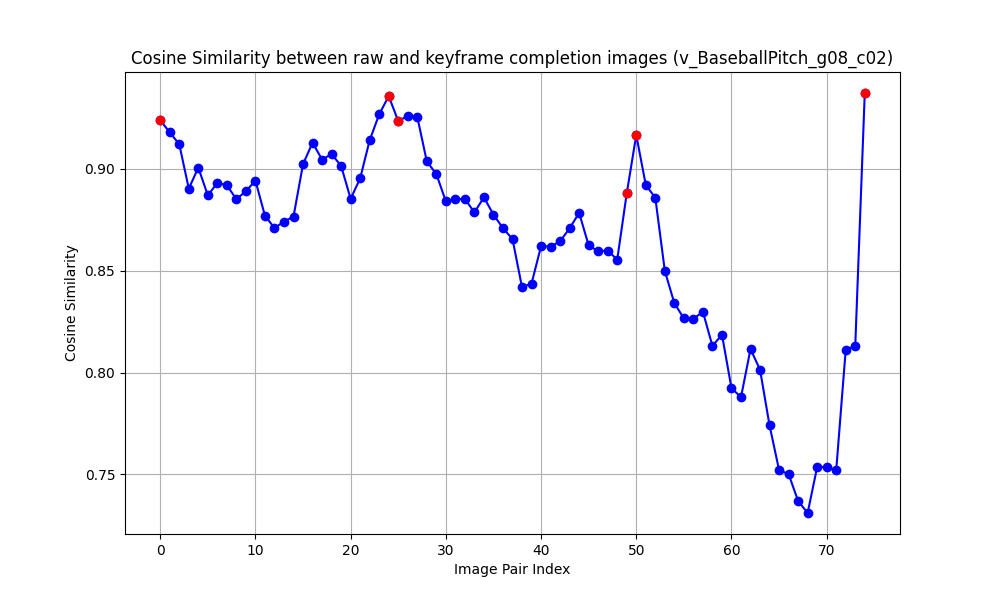 Cosine Similarity between raw and keyframe completion images (v_BaseballPitch_g08_c02)
Cosine Similarity
0.90
0.85
0.80
0.75
0 10 20 30 40 50 60 70
Image Pair Index